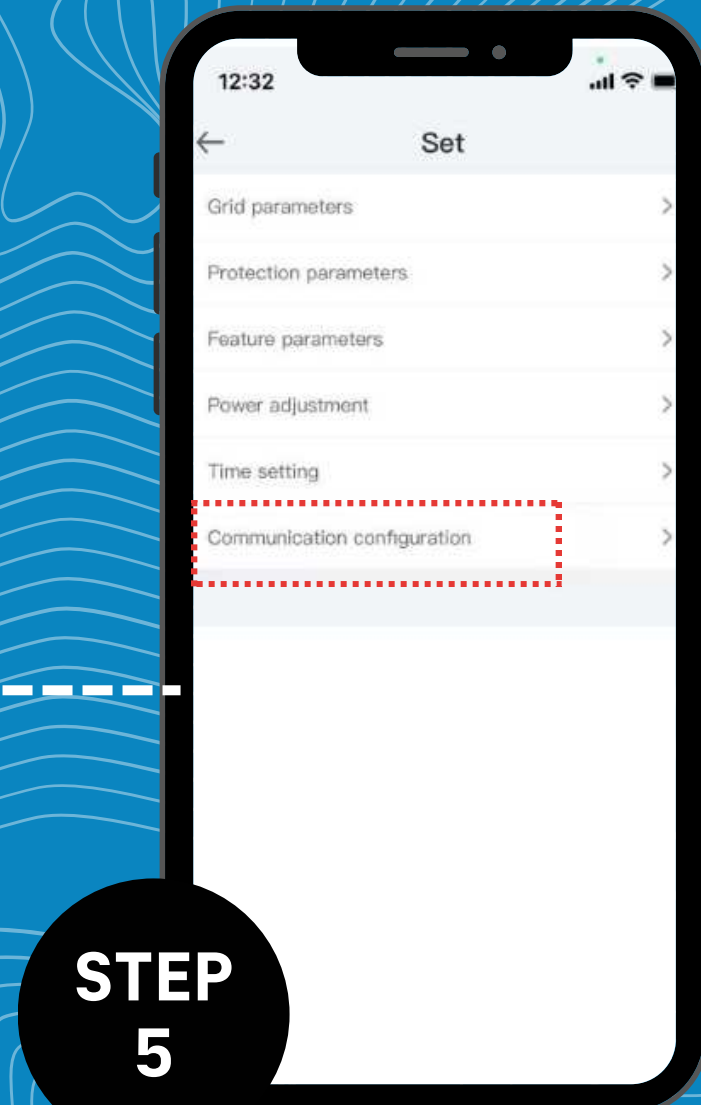 12:32
Set
Grid parameters
Protection parameters
Feature parameters
Power adjustment
Time setting
Communication configuration
STEP
5